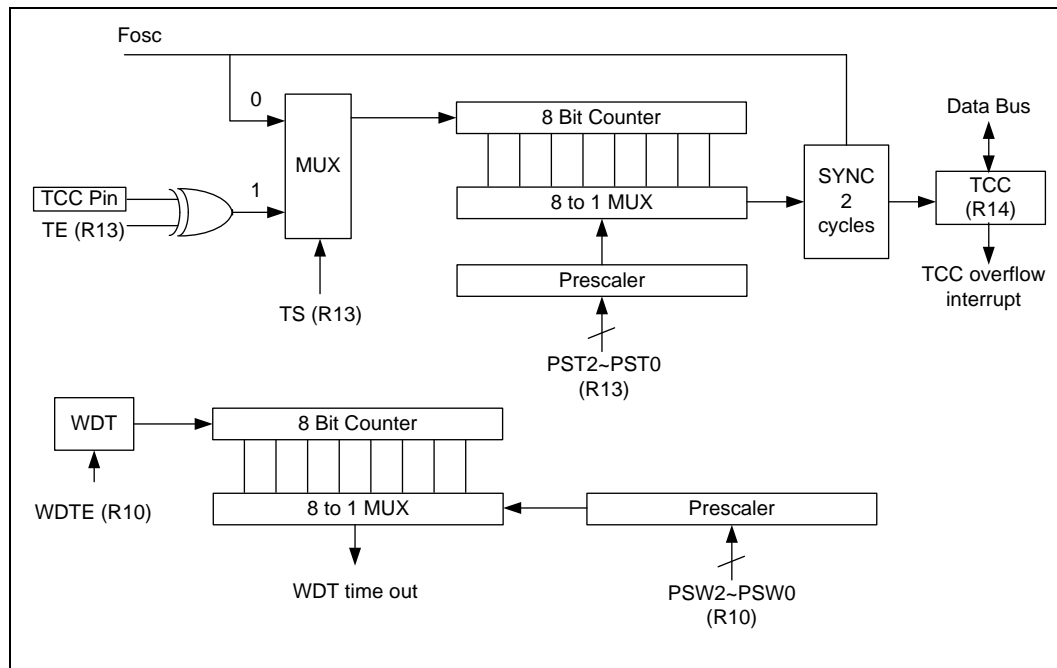 Fosc
0
8 Bit Counter
Data Bus
MUX
TCC Pin
1
TE (R13)
8 to 1 MUX
SYNC
2
cycles
TCC
(R14)
Prescaler
TCC overflow
interrupt
TS (R13)
PST2~PST0
(R13)
WDT
8 Bit Counter
WDTE (R10)
8 to 1 MUX
Prescaler
WDT time out
PSW2~PSW0
(R10)